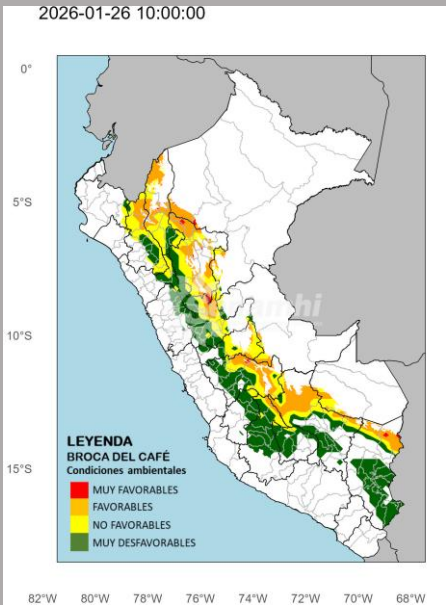 2026-01-26 10:00:00
0°
5°S
10°S
15°S
LEYENDA
BROCA DEL CAFÉ
Condiciones ambientales
MUY FAVORABLES
FAVORABLES
NO FAVORABLES
MUY DESFAVORABLES
82°W 80°W 78°W 76°W 74°W 72°W 70°W 68°W